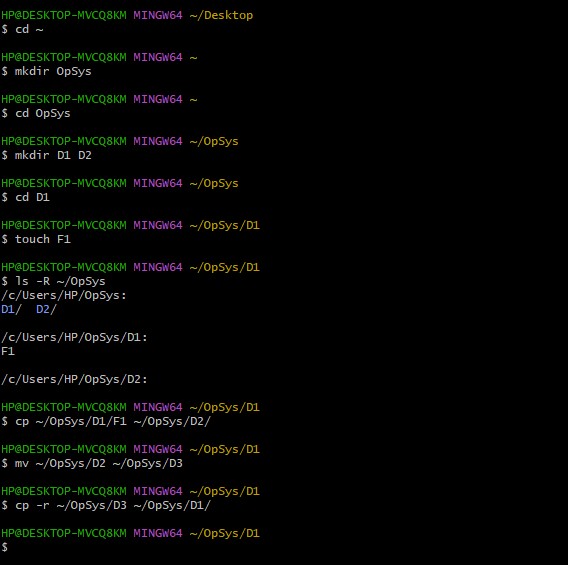 HP@DESKTOP-MVCQ8KM MINGW64 ~/Desktop
$ cd ~
HP@DESKTOP-MVCQ8KM MINGW64 ~
$ mkdir OpSys
HP@DESKTOP-MVCQ8KM MINGW64 ~
$ cd OpSys
HP@DESKTOP-MVCQ8KM MINGW64 ~/OpSys
$ mkdir D1 D2
HP@DESKTOP-MVCQ8KM MINGW64 ~/OpSys
$ cd D1
HP@DESKTOP-MVCQ8KM MINGW64 ~/OpSys/D1
$ touch F1
HP@DESKTOP-MVCQ8KM MINGW64 ~/OpSys/D1
$ ls -R ~/OpSys
/c/Users/HP/OpSys:
D1/  D2/
/c/Users/HP/OpSys/D1:
F1
/c/Users/HP/OpSys/D2:
HP@DESKTOP-MVCQ8KM MINGW64 ~/OpSys/D1
$ cp ~/OpSys/D1/F1 ~/OpSys/D2/
HP@DESKTOP-MVCQ8KM MINGW64 ~/OpSys/D1
$ mv ~/OpSys/D2 ~/OpSys/D3
HP@DESKTOP-MVCQ8KM MINGW64 ~/OpSys/D1
$ cp -r ~/OpSys/D3 ~/OpSys/D1/
HP@DESKTOP-MVCQ8KM MINGW64 ~/OpSys/D1
$